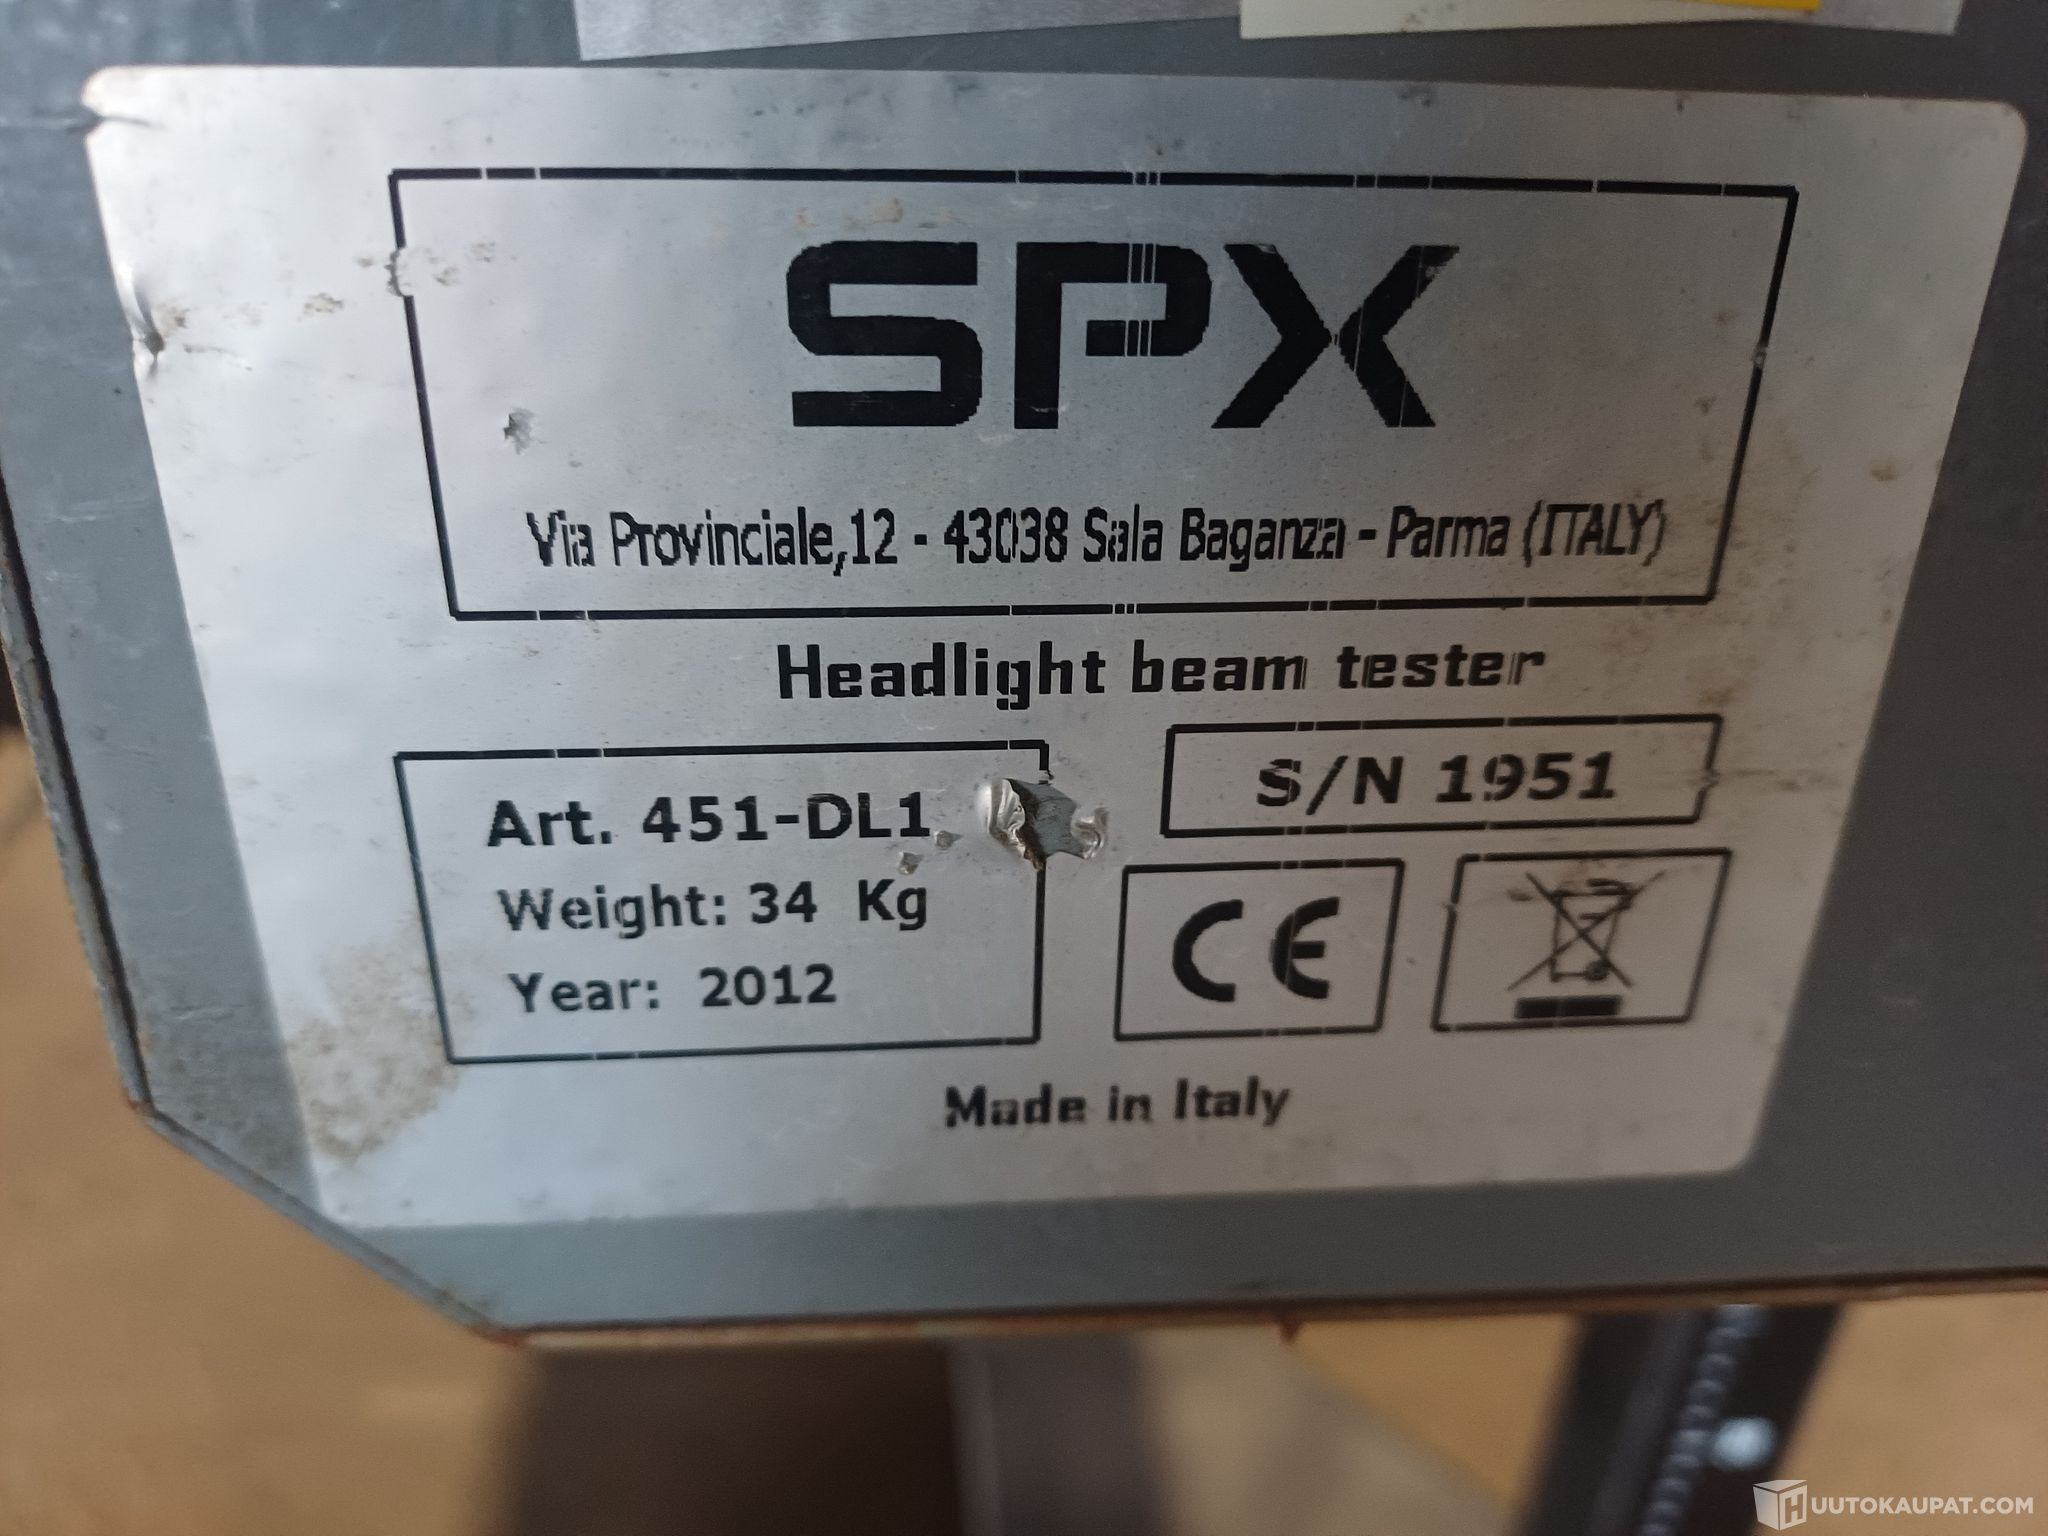 SPX
Via Provinciale,12 - 43038 Sala Baganza - Parma (ITALY)
Headlight beam tester
Art. 451-DL1
Weight: 34 Kg
Year: 2012
S/N 1951
CE
Made in Italy
HUUTOKAUPAT.COM